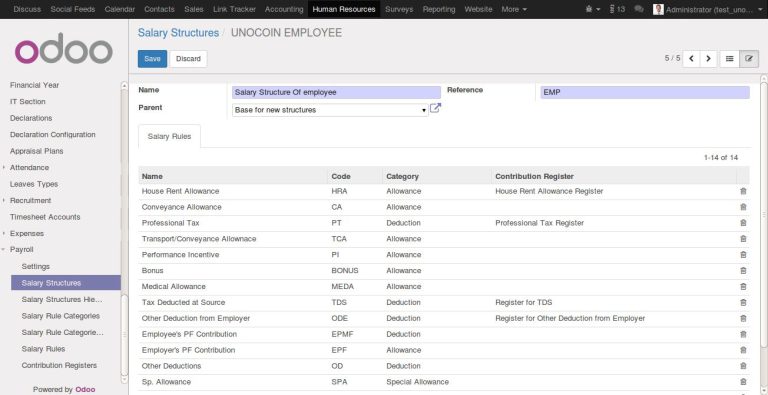 Discuss Social Feeds Calendar Contacts Sales Link Tracker Accounting Human Resources Surveys Reporting Website More 13 Administrator (test_uno...
odoo
Financial Year
IT Section
Declarations
Declaration Configuration
Appraisal Plans
Attendance
Leaves Types
Recruitment
Timesheet Accounts
Expenses
Payroll
Settings
Salary Structures
Salary Structures Hie...
Salary Rule Categories
Salary Rule Categorie...
Salary Rules
Contribution Registers
Powered by Odoo
Salary Structures / UNOCOIN EMPLOYEE
Save Discard 5 / 5
Name Salary Structure Of employee Reference EMP
Parent Base for new structures
Salary Rules
1-14 of 14
Name Code Category Contribution Register
House Rent Allowance HRA Allowance House Rent Allowance Register
Conveyance Allowance CA Allowance
Professional Tax PT Deduction Professional Tax Register
Transport/Conveyance Allownace TCA Allowance
Performance Incentive PI Allowance
Bonus BONUS Allowance
Medical Allowance MEDA Allowance
Tax Deducted at Source TDS Deduction Register for TDS
Other Deduction from Employer ODE Deduction Register for Other Deduction from Employer
Employee's PF Contribution EPMF Deduction
Employer's PF Contribution EPF Allowance
Other Deductions OD Deduction
Sp. Allowance SPA Special Allowance